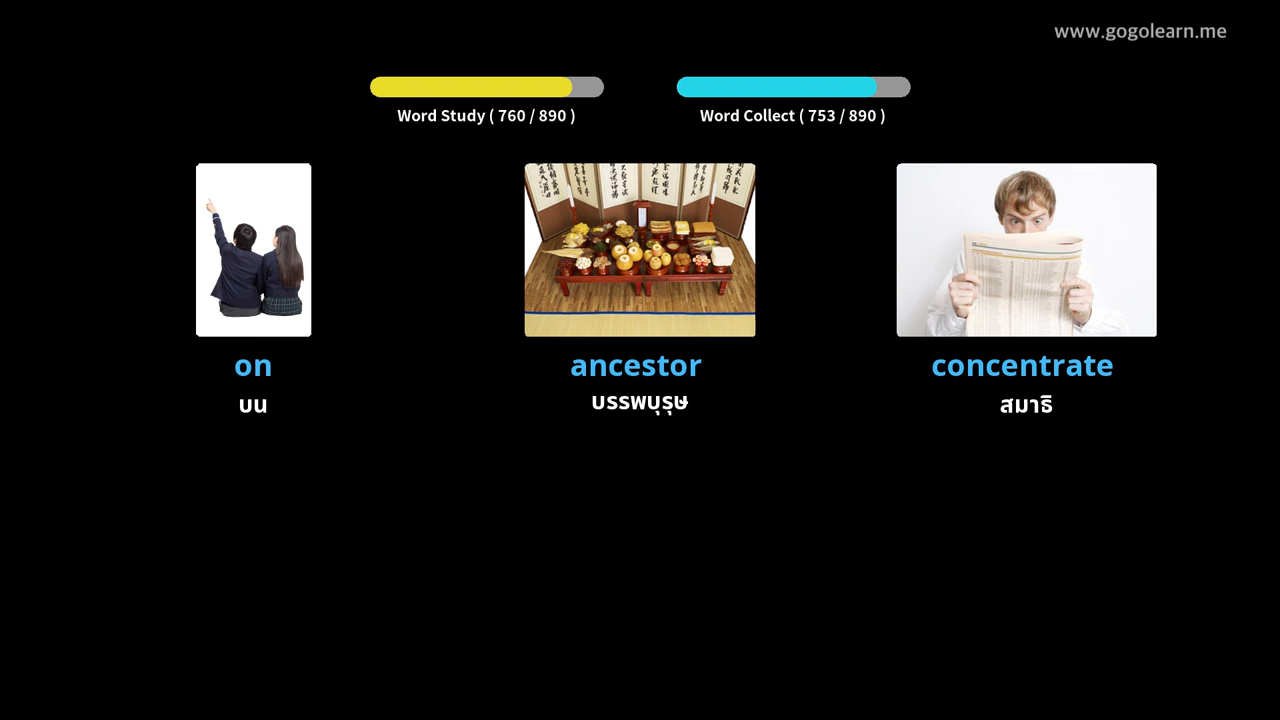 www.gogolearn.me
Word Study ( 760 / 890 )
Word Collect ( 753 / 890 )
on
ancestor
concentrate
บน
บรรพบุรุษ
สมาธิ